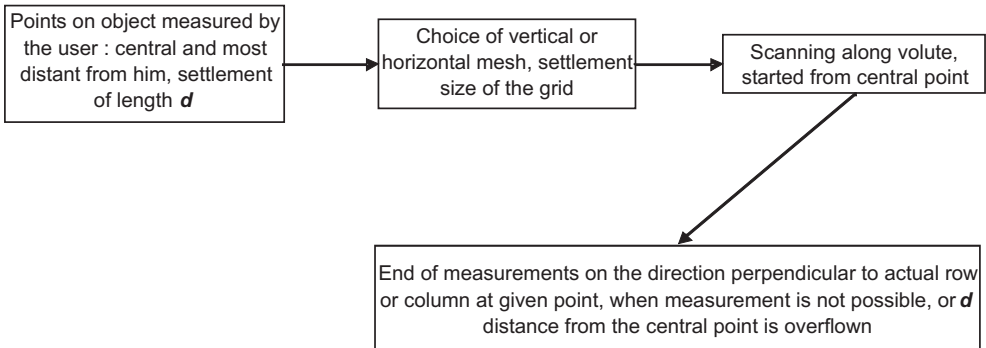 Points on object measured by
the user : central and most
distant from him, settlement
of length d
Choice of vertical or
horizontal mesh, settlement
size of the grid
Scanning along volute,
started from central point
End of measurements on the direction perpendicular to actual row
or column at given point, when measurement is not possible, or d
distance from the central point is overflown